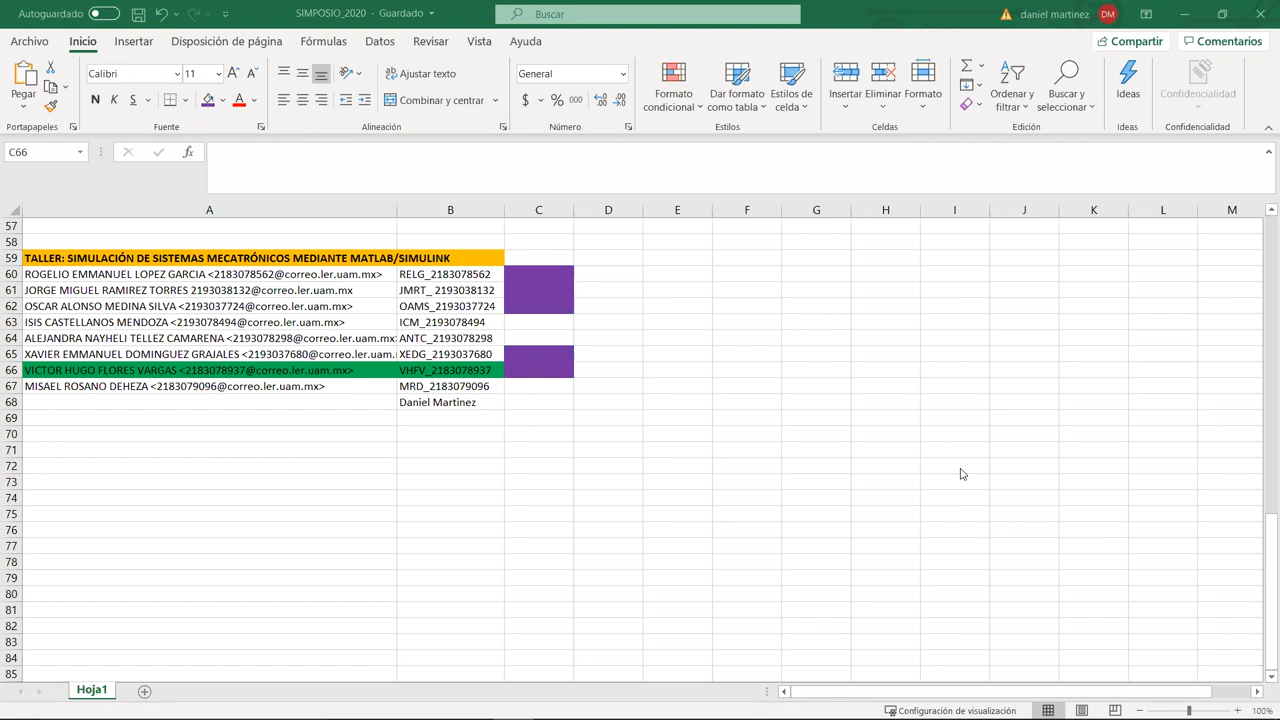 Autoguardado SIMPOSIO_2020 - Guardado Buscar daniel martinez DM
Archivo Inicio Insertar Disposición de página Fórmulas Datos Revisar Vista Ayuda Compartir Comentarios
Pegar Calibri 11 Ajustar texto General Formato condicional Dar formato como tabla Estilos de celda Insertar Eliminar Formato Ordenar y filtrar Buscar y seleccionar Ideas Confidencialidad
N K S A Combinar y centrar $ % 000
Portapapeles Fuente Alineación Número Estilos Celdas Edición Ideas Confidencialidad
C66 fx
A B C D E F G H I J K L M
57
58
59 TALLER: SIMULACIÓN DE SISTEMAS MECATRÓNICOS MEDIANTE MATLAB/SIMULINK
60 ROGELIO EMMANUEL LOPEZ GARCIA <2183078562@correo.ler.uam.mx> RELG_2183078562
61 JORGE MIGUEL RAMIREZ TORRES 2193038132@correo.ler.uam.mx JMRT_ 2193038132
62 OSCAR ALONSO MEDINA SILVA <2193037724@correo.ler.uam.mx> OAMS_2193037724
63 ISIS CASTELLANOS MENDOZA <2193078494@correo.ler.uam.mx> ICM_2193078494
64 ALEJANDRA NAYHELI TELLEZ CAMARENA <2193078298@correo.ler.uam.mx> ANTC_2193078298
65 XAVIER EMMANUEL DOMINGUEZ GRAJALES <2193037680@correo.ler.uam. XEDG_2193037680
66 VICTOR HUGO FLORES VARGAS <2183078937@correo.ler.uam.mx> VHFV_2183078937
67 MISAEL ROSANO DEHEZA <2183079096@correo.ler.uam.mx> MRD_2183079096
68 Daniel Martinez
69
70
71
72
73
74
75
76
77
78
79
80
81
82
83
84
85
Hoja1
Configuración de visualización 100%